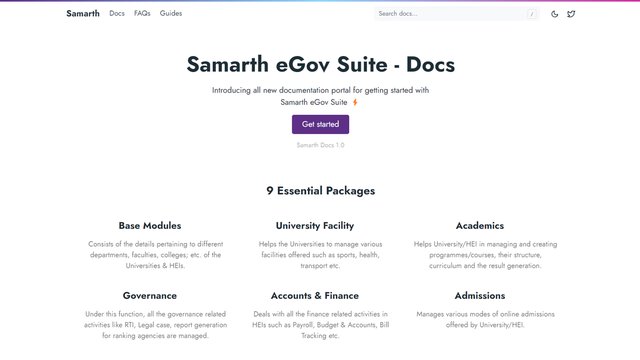 Samarth Docs FAQs Guides Search docs... /
Samarth eGov Suite - Docs
Introducing all new documentation portal for getting started with
Samarth eGov Suite
Get started
Samarth Docs 1.0
9 Essential Packages
Base Modules
Consists of the details pertaining to different
departments, faculties, colleges; etc. of the
Universities & HEIs.
University Facility
Helps the Universities to manage various
facilities offered such as sports, health,
transport etc.
Academics
Helps University/HEI in managing and creating
programmes/courses, their structure,
curriculum and the result generation.
Governance
Under this function, all the governance related
activities like RTI, Legal case, report generation
for ranking agencies are managed.
Accounts & Finance
Deals with all the finance related activities in
HEIs such as Payroll, Budget & Accounts, Bill
Tracking etc.
Admissions
Manages various modes of online admissions
offered by University/HEI.